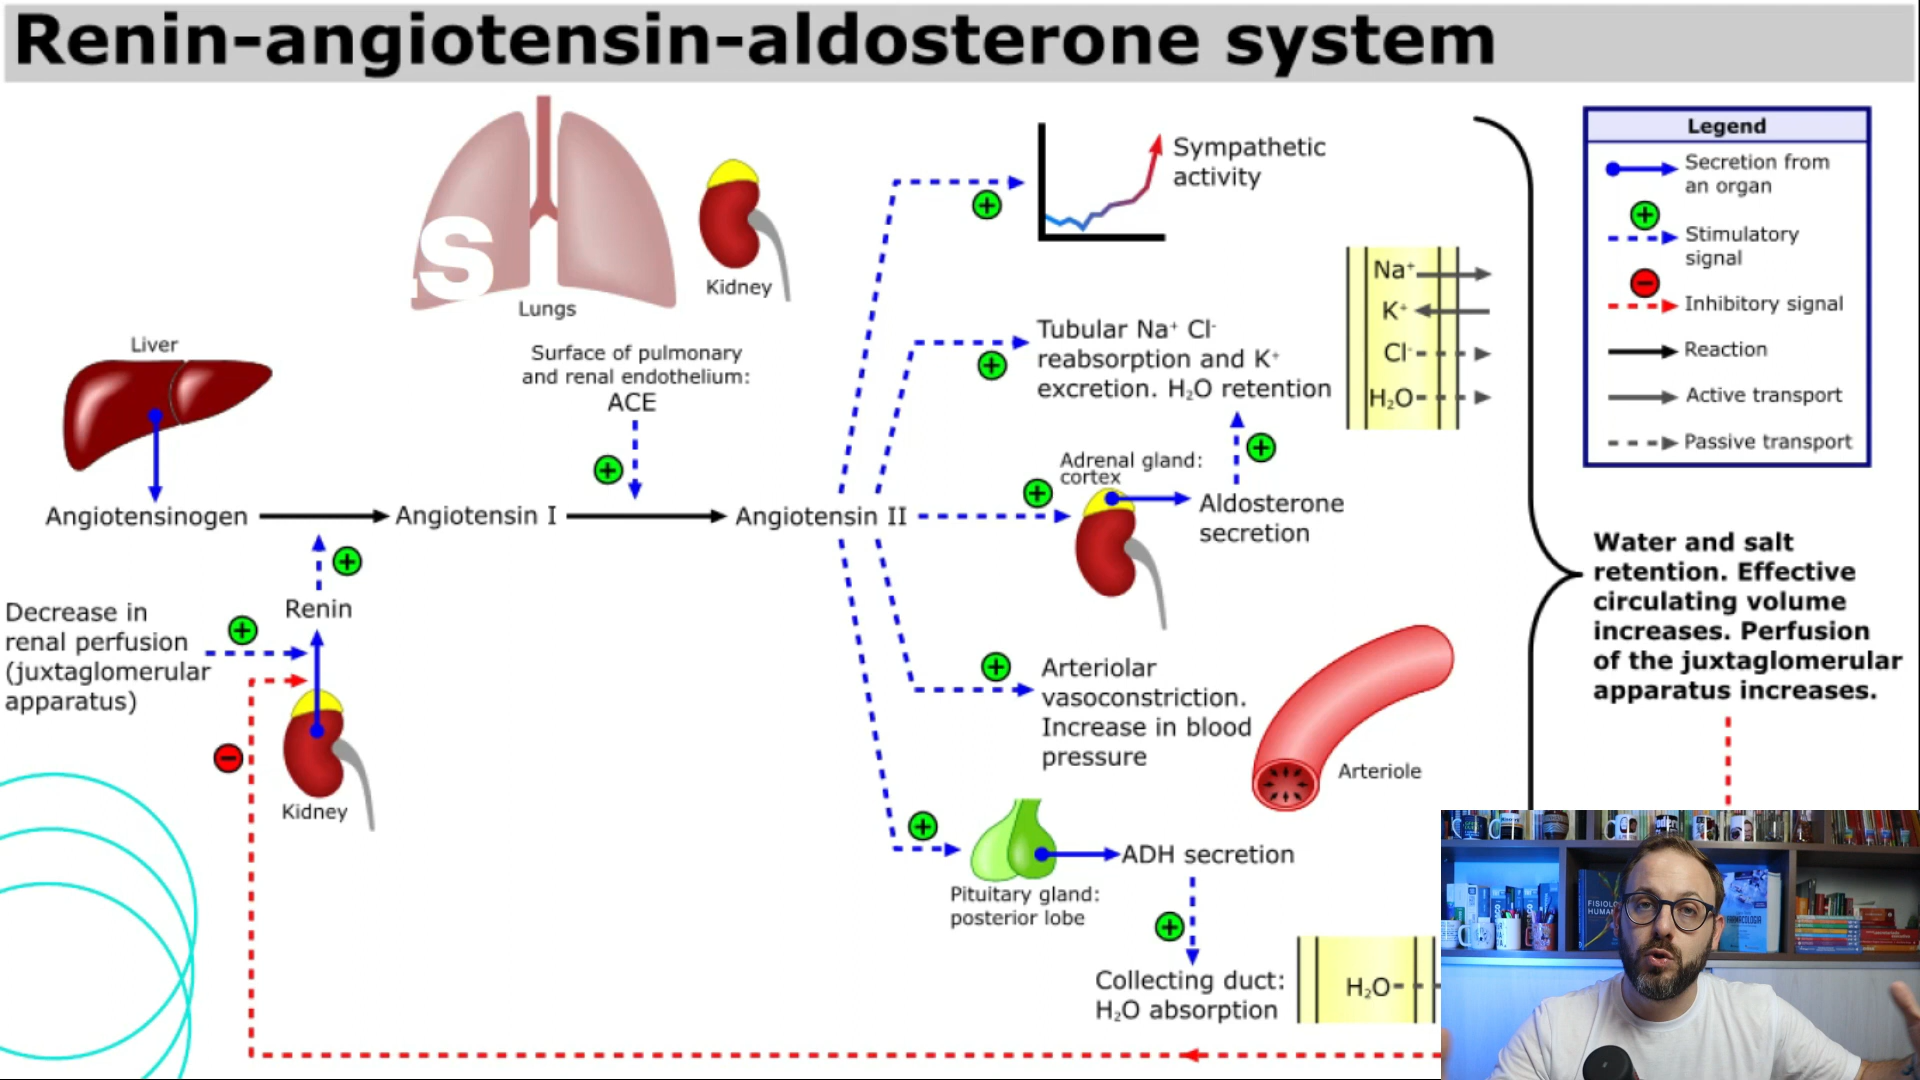 Renin-angiotensin-aldosterone system
s
Lungs
Kidney
Liver
Surface of pulmonary
and renal endothelium:
ACE
Angiotensinogen
Angiotensin I
Angiotensin II
Renin
Decrease in
renal perfusion
(juxtaglomerular
apparatus)
Kidney
Sympathetic
activity
Tubular Na⁺ Cl⁻
reabsorption and K⁺
excretion. H₂O retention
Na⁺
K⁺
Cl⁻
H₂O
Adrenal gland:
cortex
Aldosterone
secretion
Arteriolar
vasoconstriction.
Increase in blood
pressure
Arteriole
ADH secretion
Pituitary gland:
posterior lobe
Collecting duct:
H₂O absorption
H₂O
Legend
Secretion from
an organ
Stimulatory
signal
Inhibitory signal
Reaction
Active transport
Passive transport
Water and salt
retention. Effective
circulating volume
increases. Perfusion
of the juxtaglomerular
apparatus increases.